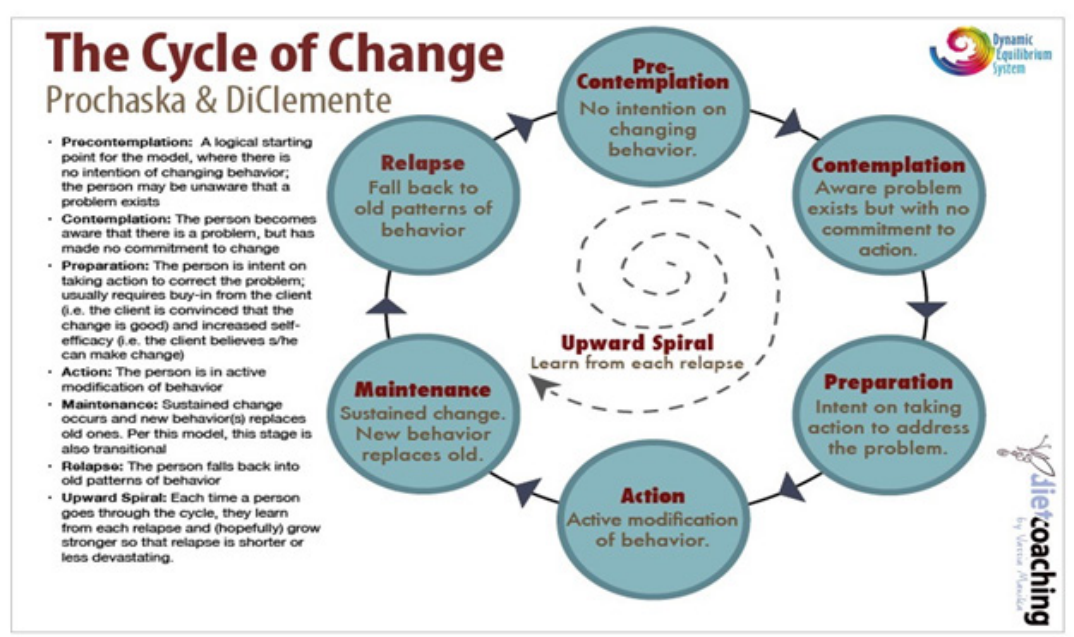 The Cycle of Change
Prochaska & DiClemente
• Precontemplation: A logical starting
point for the model, where there is
no intention of changing behavior;
the person may be unaware that a
problem exists
• Contemplation: The person becomes
aware that there is a problem, but has
made no commitment to change
• Preparation: The person is intent on
taking action to correct the problem;
usually requires buy-in from the client
(i.e. the client is convinced that the
change is good) and increased self-
efficacy (i.e. the client believes s/he
can make change)
• Action: The person is in active
modification of behavior
• Maintenance: Sustained change
occurs and new behavior(s) replaces
old ones. Per this model, this stage is
also transitional
• Relapse: The person falls back into
old patterns of behavior
• Upward Spiral: Each time a person
goes through the cycle, they learn
from each relapse and (hopefully) grow
stronger so that relapse is shorter or
less devastating.
Pre-
Contemplation
No intention on
changing
behavior.
Contemplation
Aware problem
exists but with no
commitment to
action.
Preparation
Intent on taking
action to address
the problem.
Action
Active modification
of behavior.
Maintenance
Sustained change.
New behavior
replaces old.
Relapse
Fall back to
old patterns of
behavior
Upward Spiral
Learn from each relapse
Dynamic
Equilibrium
System
dietcoaching
by Vassia